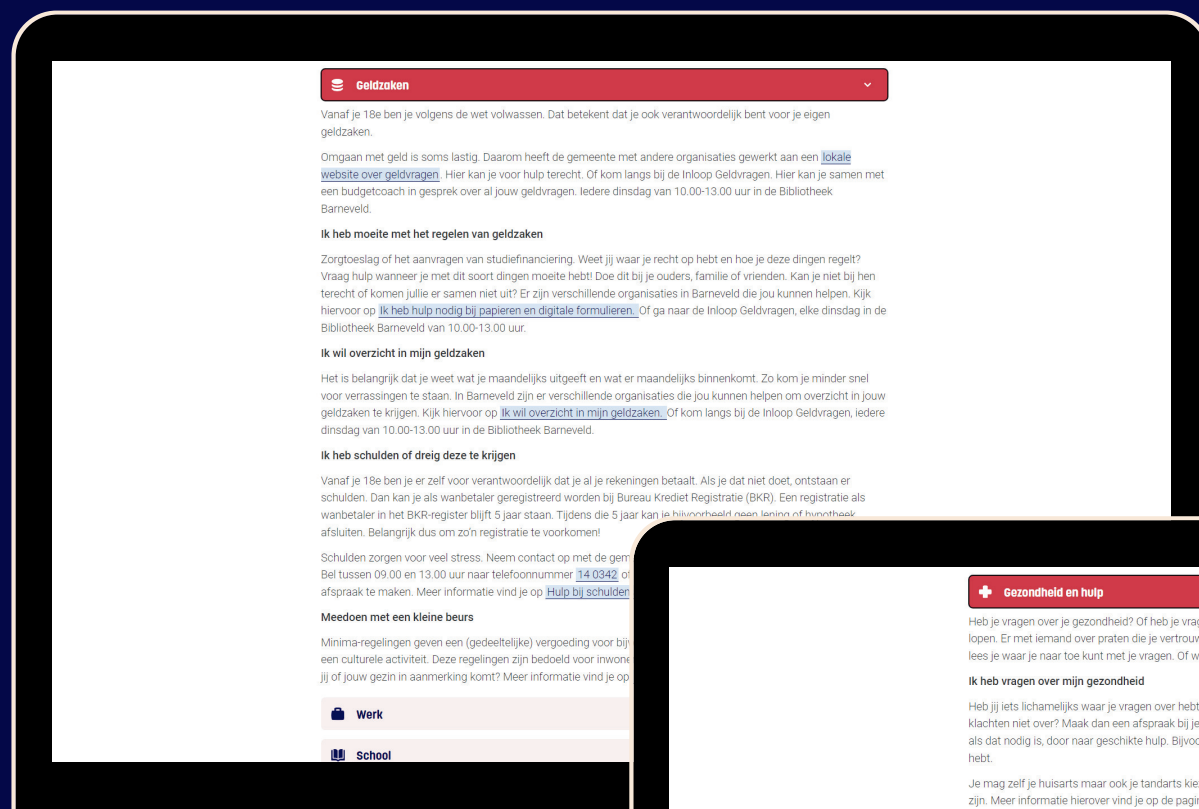 Geldzaken
Vanaf je 18e ben je volgens de wet volwassen. Dat betekent dat je ook verantwoordelijk bent voor je eigen
geldzaken.
Omgaan met geld is soms lastig. Daarom heeft de gemeente met andere organisaties gewerkt aan een lokale
website over geldvragen. Hier kan je voor hulp terecht. Of kom langs bij de Inloop Geldvragen. Hier kan je samen met
een budgetcoach in gesprek over al jouw geldvragen. Iedere dinsdag van 10.00-13.00 uur in de Bibliotheek
Barneveld.
Ik heb moeite met het regelen van geldzaken
Zorgtoeslag of het aanvragen van studiefinanciering. Weet jij waar je recht op hebt en hoe je deze dingen regelt?
Vraag hulp wanneer je met dit soort dingen moeite hebt! Doe dit bij je ouders, familie of vrienden. Kan je niet bij hen
terecht of komen jullie er samen niet uit? Er zijn verschillende organisaties in Barneveld die jou kunnen helpen. Kijk
hiervoor op Ik heb hulp nodig bij papieren en digitale formulieren. Of ga naar de Inloop Geldvragen, elke dinsdag in de
Bibliotheek Barneveld van 10.00-13.00 uur.
Ik wil overzicht in mijn geldzaken
Het is belangrijk dat je weet wat je maandelijks uitgeeft en wat er maandelijks binnenkomt. Zo kom je minder snel
voor verrassingen te staan. In Barneveld zijn er verschillende organisaties die jou kunnen helpen om overzicht in jouw
geldzaken te krijgen. Kijk hiervoor op Ik wil overzicht in mijn geldzaken. Of kom langs bij de Inloop Geldvragen, iedere
dinsdag van 10.00-13.00 uur in de Bibliotheek Barneveld.
Ik heb schulden of dreig deze te krijgen
Vanaf je 18e ben je er zelf voor verantwoordelijk dat je al je rekeningen betaalt. Als je dat niet doet, ontstaan er
schulden. Dan kan je als wanbetaler geregistreerd worden bij Bureau Krediet Registratie (BKR). Een registratie als
wanbetaler in het BKR-register blijft 5 jaar staan. Tijdens die 5 jaar kan je bijvoorbeeld geen lening of hypotheek
afsluiten. Belangrijk dus om zo'n registratie te voorkomen!
Schulden zorgen voor veel stress. Neem contact op met de gem
Bel tussen 09.00 en 13.00 uur naar telefoonnummer 14 0342 of
afspraak te maken. Meer informatie vind je op Hulp bij schulden
Meedoen met een kleine beurs
Minima-regelingen geven een (gedeeltelijke) vergoeding voor bij
een culturele activiteit. Deze regelingen zijn bedoeld voor inwone
jij of jouw gezin in aanmerking komt? Meer informatie vind je op
Werk
School
Gezondheid en hulp
Heb je vragen over je gezondheid? Of heb je vrag
lopen. Er met iemand over praten die je vertrouw
lees je waar je naar toe kunt met je vragen. Of w
Ik heb vragen over mijn gezondheid
Heb jij iets lichamelijks waar je vragen over hebt
klachten niet over? Maak dan een afspraak bij je
als dat nodig is, door naar geschikte hulp. Bijvoo
hebt.
Je mag zelf je huisarts maar ook je tandarts kie
zijn. Meer informatie hierover vind je op de pagin